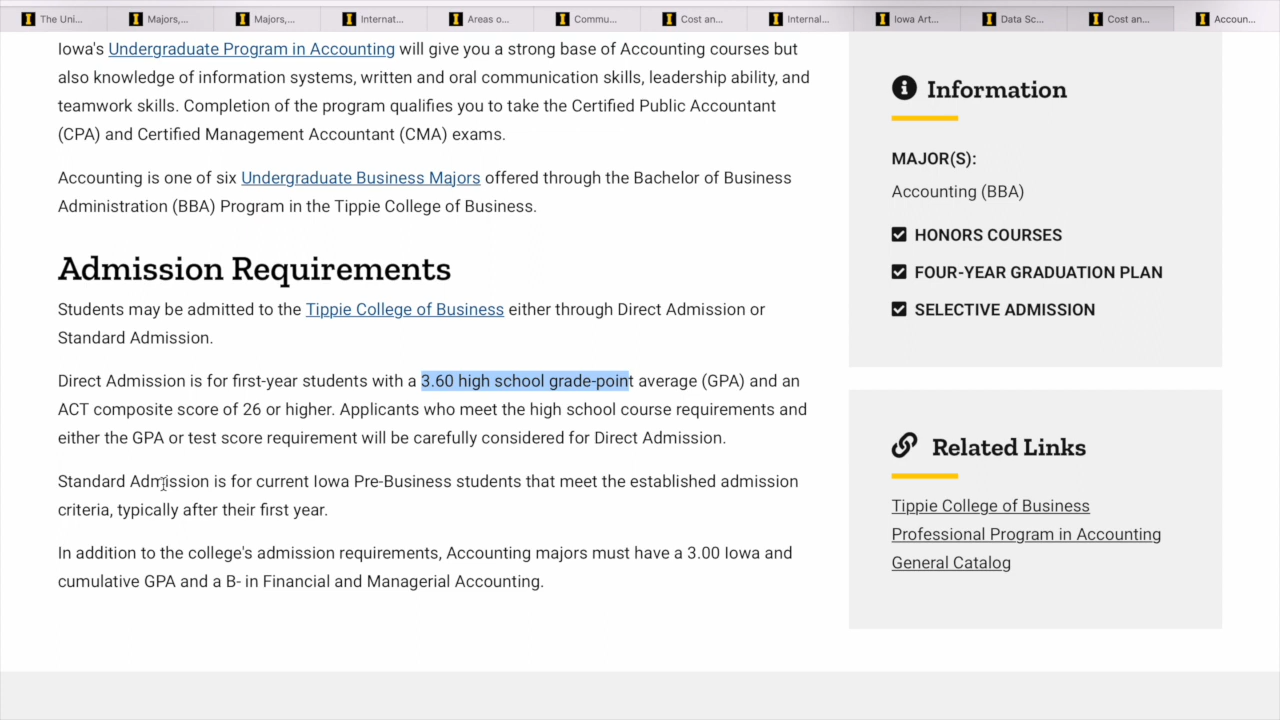 The Uni...
Majors,...
Majors,...
Internat...
Areas o...
Commu...
Cost an...
Internal...
Iowa Art...
Data Sc...
Cost an...
Accoun...
Iowa's Undergraduate Program in Accounting will give you a strong base of Accounting courses but
also knowledge of information systems, written and oral communication skills, leadership ability, and
teamwork skills. Completion of the program qualifies you to take the Certified Public Accountant
(CPA) and Certified Management Accountant (CMA) exams.
Accounting is one of six Undergraduate Business Majors offered through the Bachelor of Business
Administration (BBA) Program in the Tippie College of Business.
Admission Requirements
Students may be admitted to the Tippie College of Business either through Direct Admission or
Standard Admission.
Direct Admission is for first-year students with a 3.60 high school grade-point average (GPA) and an
ACT composite score of 26 or higher. Applicants who meet the high school course requirements and
either the GPA or test score requirement will be carefully considered for Direct Admission.
Standard Admission is for current Iowa Pre-Business students that meet the established admission
criteria, typically after their first year.
In addition to the college's admission requirements, Accounting majors must have a 3.00 Iowa and
cumulative GPA and a B- in Financial and Managerial Accounting.
Information
MAJOR(S):
Accounting (BBA)
HONORS COURSES
FOUR-YEAR GRADUATION PLAN
SELECTIVE ADMISSION
Related Links
Tippie College of Business
Professional Program in Accounting
General Catalog